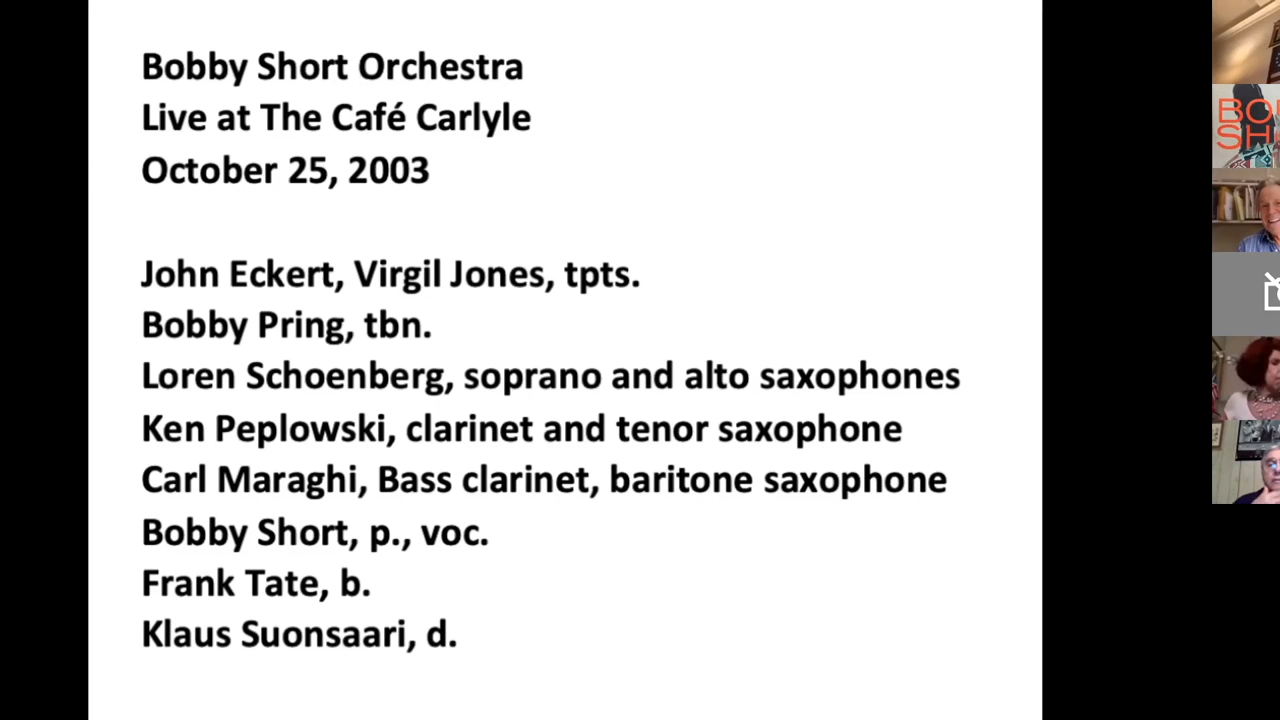 Bobby Short Orchestra
Live at The Café Carlyle
October 25, 2003
John Eckert, Virgil Jones, tpts.
Bobby Pring, tbn.
Loren Schoenberg, soprano and alto saxophones
Ken Peplowski, clarinet and tenor saxophone
Carl Maraghi, Bass clarinet, baritone saxophone
Bobby Short, p., voc.
Frank Tate, b.
Klaus Suonsaari, d.